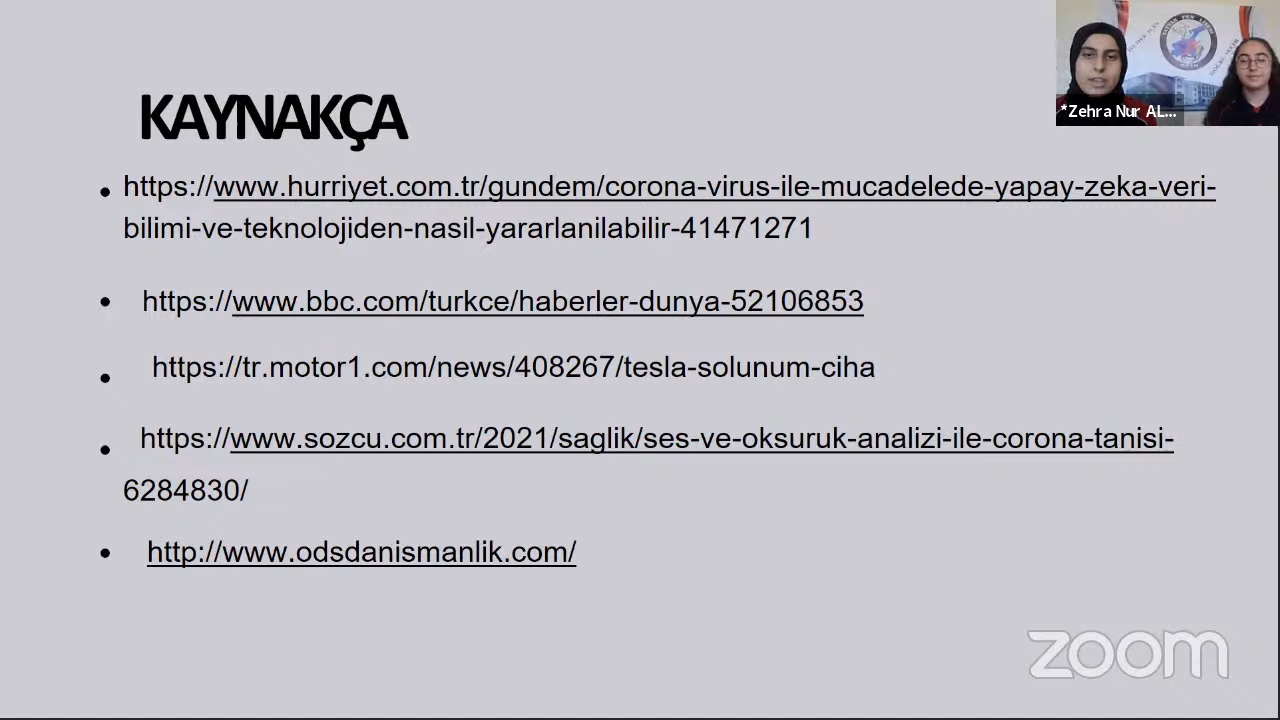 KAYNAKÇA
• https://www.hurriyet.com.tr/gundem/corona-virus-ile-mucadelede-yapay-zeka-veri-
bilimi-ve-teknolojiden-nasil-yararlanilabilir-41471271
• https://www.bbc.com/turkce/haberler-dunya-52106853
• https://tr.motor1.com/news/408267/tesla-solunum-ciha
• https://www.sozcu.com.tr/2021/saglik/ses-ve-oksuruk-analizi-ile-corona-tanisi-
6284830/
• http://www.odsdanismanlik.com/
*Zehra Nur AL...
zoom